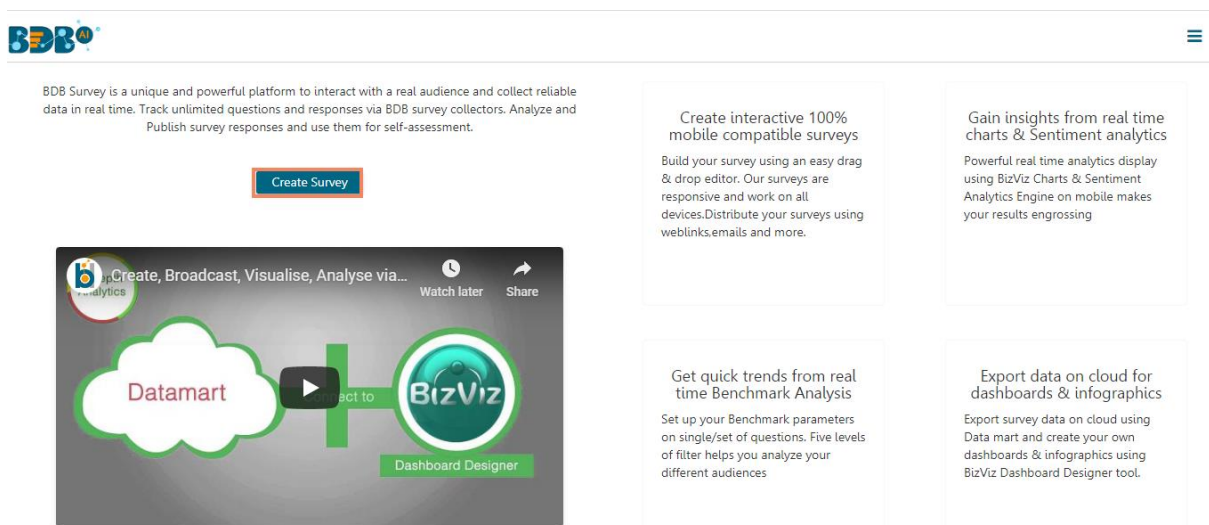 BDB AI
BDB Survey is a unique and powerful platform to interact with a real audience and collect reliable
data in real time. Track unlimited questions and responses via BDB survey collectors. Analyze and
Publish survey responses and use them for self-assessment.
Create Survey
Create, Broadcast, Visualise, Analyse via...
Watch later
Share
Analytics
Datamart
Connect to
BizViz
Dashboard Designer
Create interactive 100%
mobile compatible surveys
Build your survey using an easy drag
& drop editor. Our surveys are
responsive and work on all
devices.Distribute your surveys using
weblinks,emails and more.
Gain insights from real time
charts & Sentiment analytics
Powerful real time analytics display
using BizViz Charts & Sentiment
Analytics Engine on mobile makes
your results engrossing
Get quick trends from real
time Benchmark Analysis
Set up your Benchmark parameters
on single/set of questions. Five levels
of filter helps you analyze your
different audiences
Export data on cloud for
dashboards & infographics
Export survey data on cloud using
Data mart and create your own
dashboards & infographics using
BizViz Dashboard Designer tool.